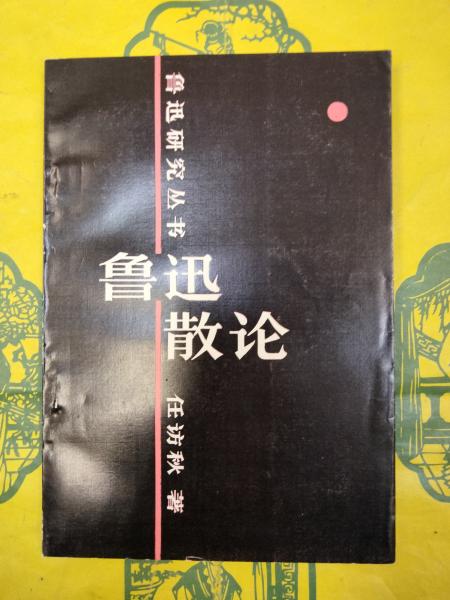 鲁迅研究丛书
鲁迅
散论
任访秋 著